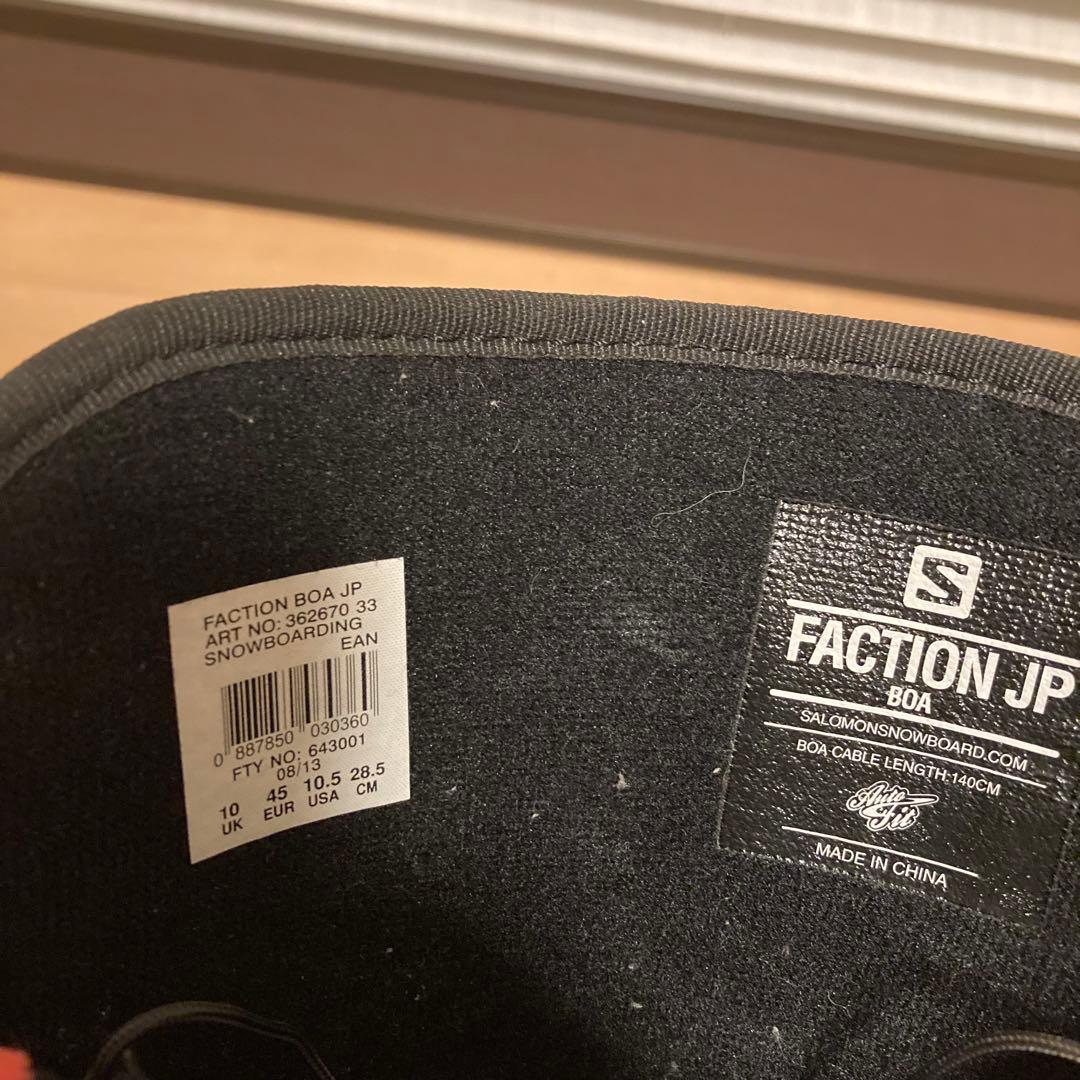 FACTION BOA JP
ART NO: 362670 33
SNOWBOARDING
EAN
0 887850 030360
FTY NO: 643001
08/13
10 45 10.5 28.5
UK EUR USA CM
S
FACTION JP
BOA
SALOMONSNOWBOARD.COM
BOA CABLE LENGTH:140CM
Auto
Fit
MADE IN CHINA